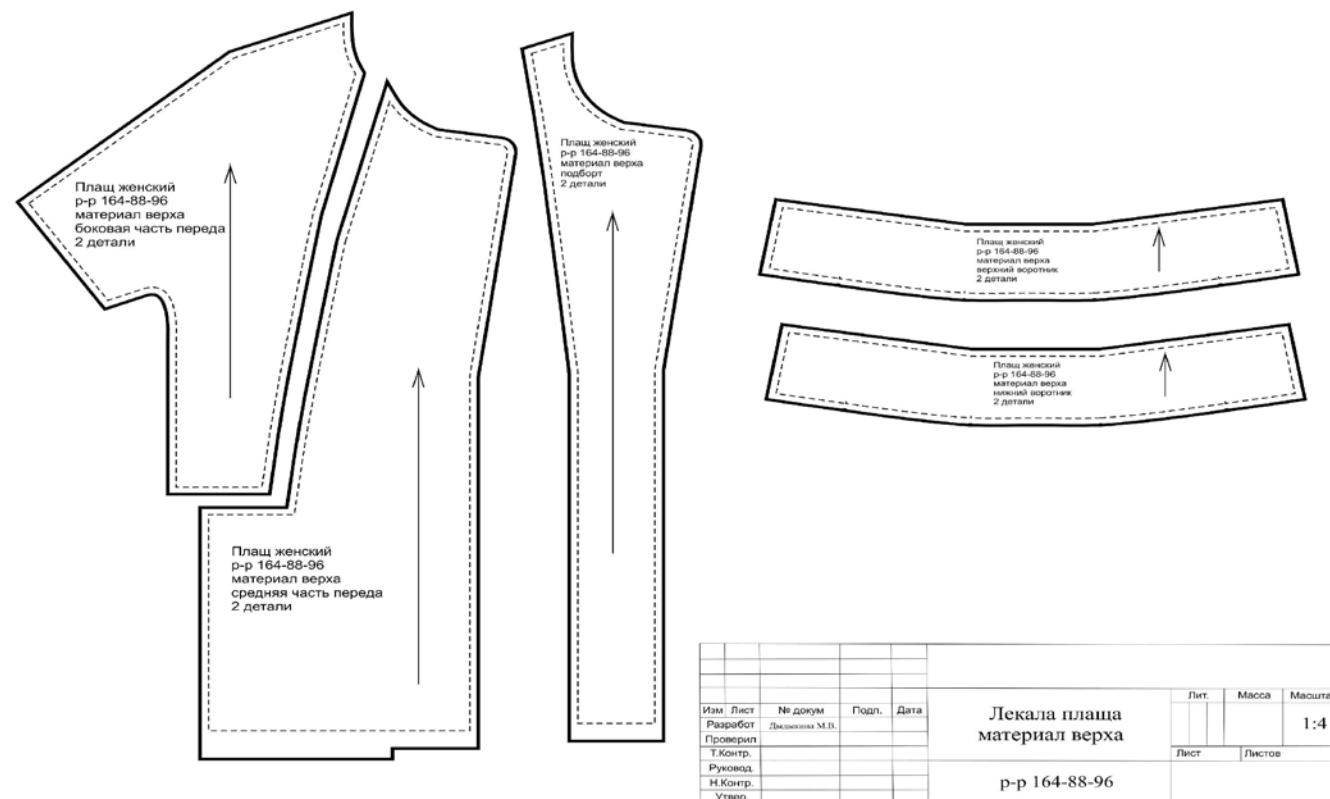 Плащ женский
р-р 164-88-96
материал верха
боковая часть переда
2 детали
Плащ женский
р-р 164-88-96
материал верха
средняя часть переда
2 детали
Плащ женский
р-р 164-88-96
материал верха
подборт
2 детали
Плащ женский
р-р 164-88-96
материал верха
верхний воротник
2 детали
Плащ женский
р-р 164-88-96
материал верха
нижний воротник
2 детали
Изм Лист № докум Подп. Дата
Разработ М.В.
Проверил
Т.Контр.
Руковод.
Н.Контр.
Утвер.
Лекала плаща
материал верха
р-р 164-88-96
Лит. Масса Масшта
1:4
Лист Листов